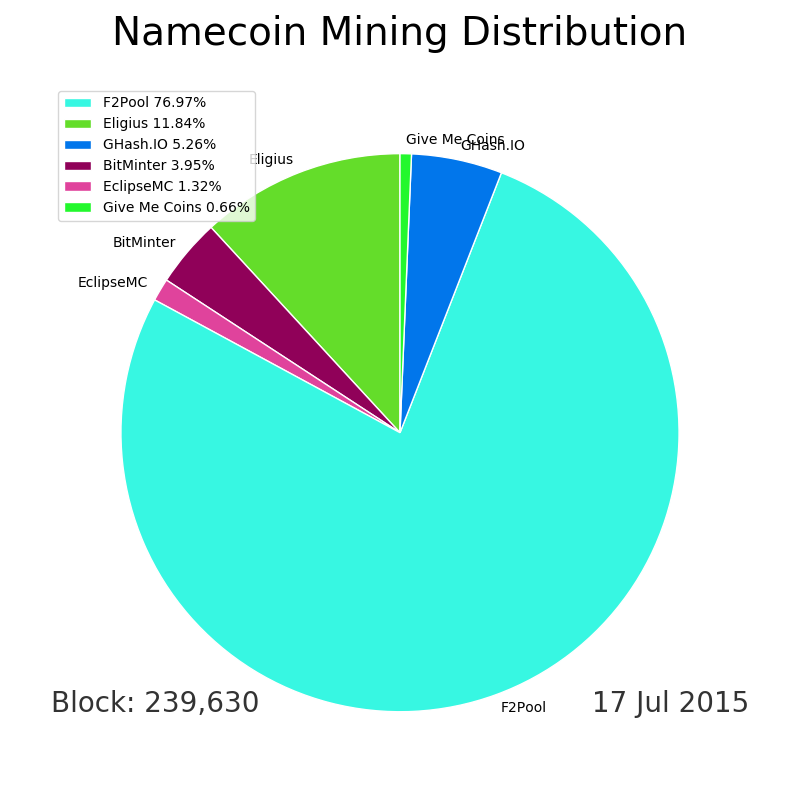 Namecoin Mining Distribution
F2Pool 76.97%
Eligius 11.84%
GHash.IO 5.26%
BitMinter 3.95%
EclipseMC 1.32%
Give Me Coins 0.66%
Give Me Coins
GHash.IO
Eligius
BitMinter
EclipseMC
F2Pool
Block: 239,630
17 Jul 2015